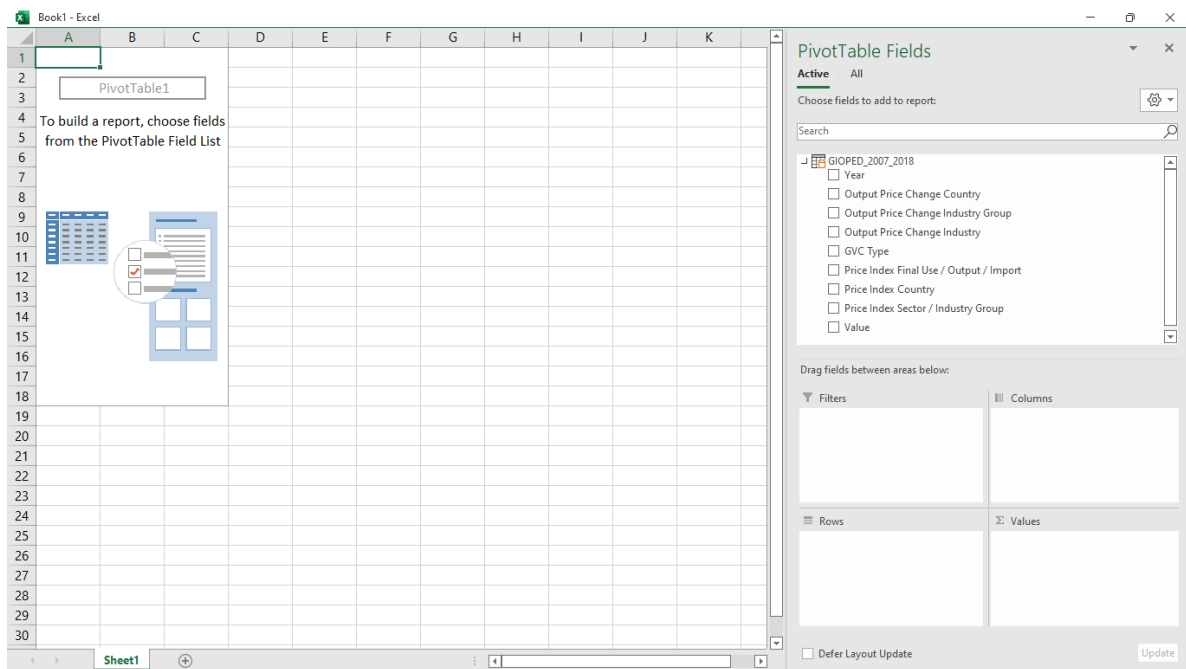 Book1 - Excel
A B C D E F G H I J K
1
2
3
4
5
6
7
8
9
10
11
12
13
14
15
16
17
18
19
20
21
22
23
24
25
26
27
28
29
30
PivotTable1
To build a report, choose fields
from the PivotTable Field List
Sheet1
PivotTable Fields
Active All
Choose fields to add to report:
Search
GIOPED_2007_2018
Year
Output Price Change Country
Output Price Change Industry Group
Output Price Change Industry
GVC Type
Price Index Final Use / Output / Import
Price Index Country
Price Index Sector / Industry Group
Value
Drag fields between areas below:
Filters
Columns
Rows
Σ Values
Defer Layout Update
Update